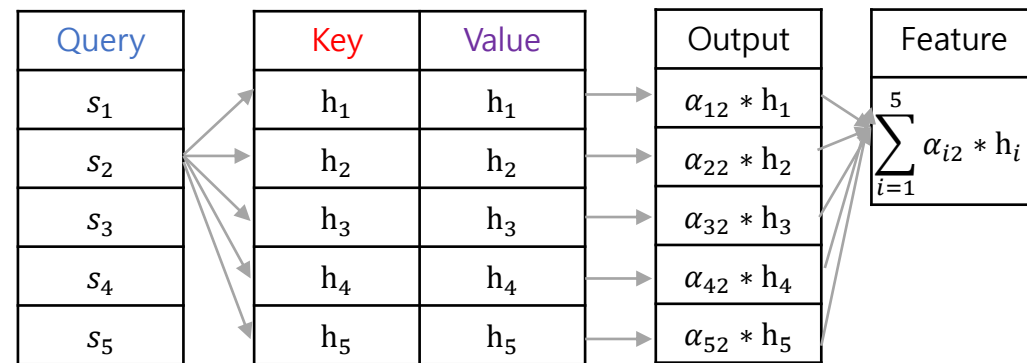 Query Key Value Output Feature
s₁ h₁ h₁ α₁₂ * h₁
s₂ h₂ h₂ α₂₂ * h₂
s₃ h₃ h₃ α₃₂ * h₃
s₄ h₄ h₄ α₄₂ * h₄
s₅ h₅ h₅ α₅₂ * h₅
5
∑ αᵢ₂ * hᵢ
i=1